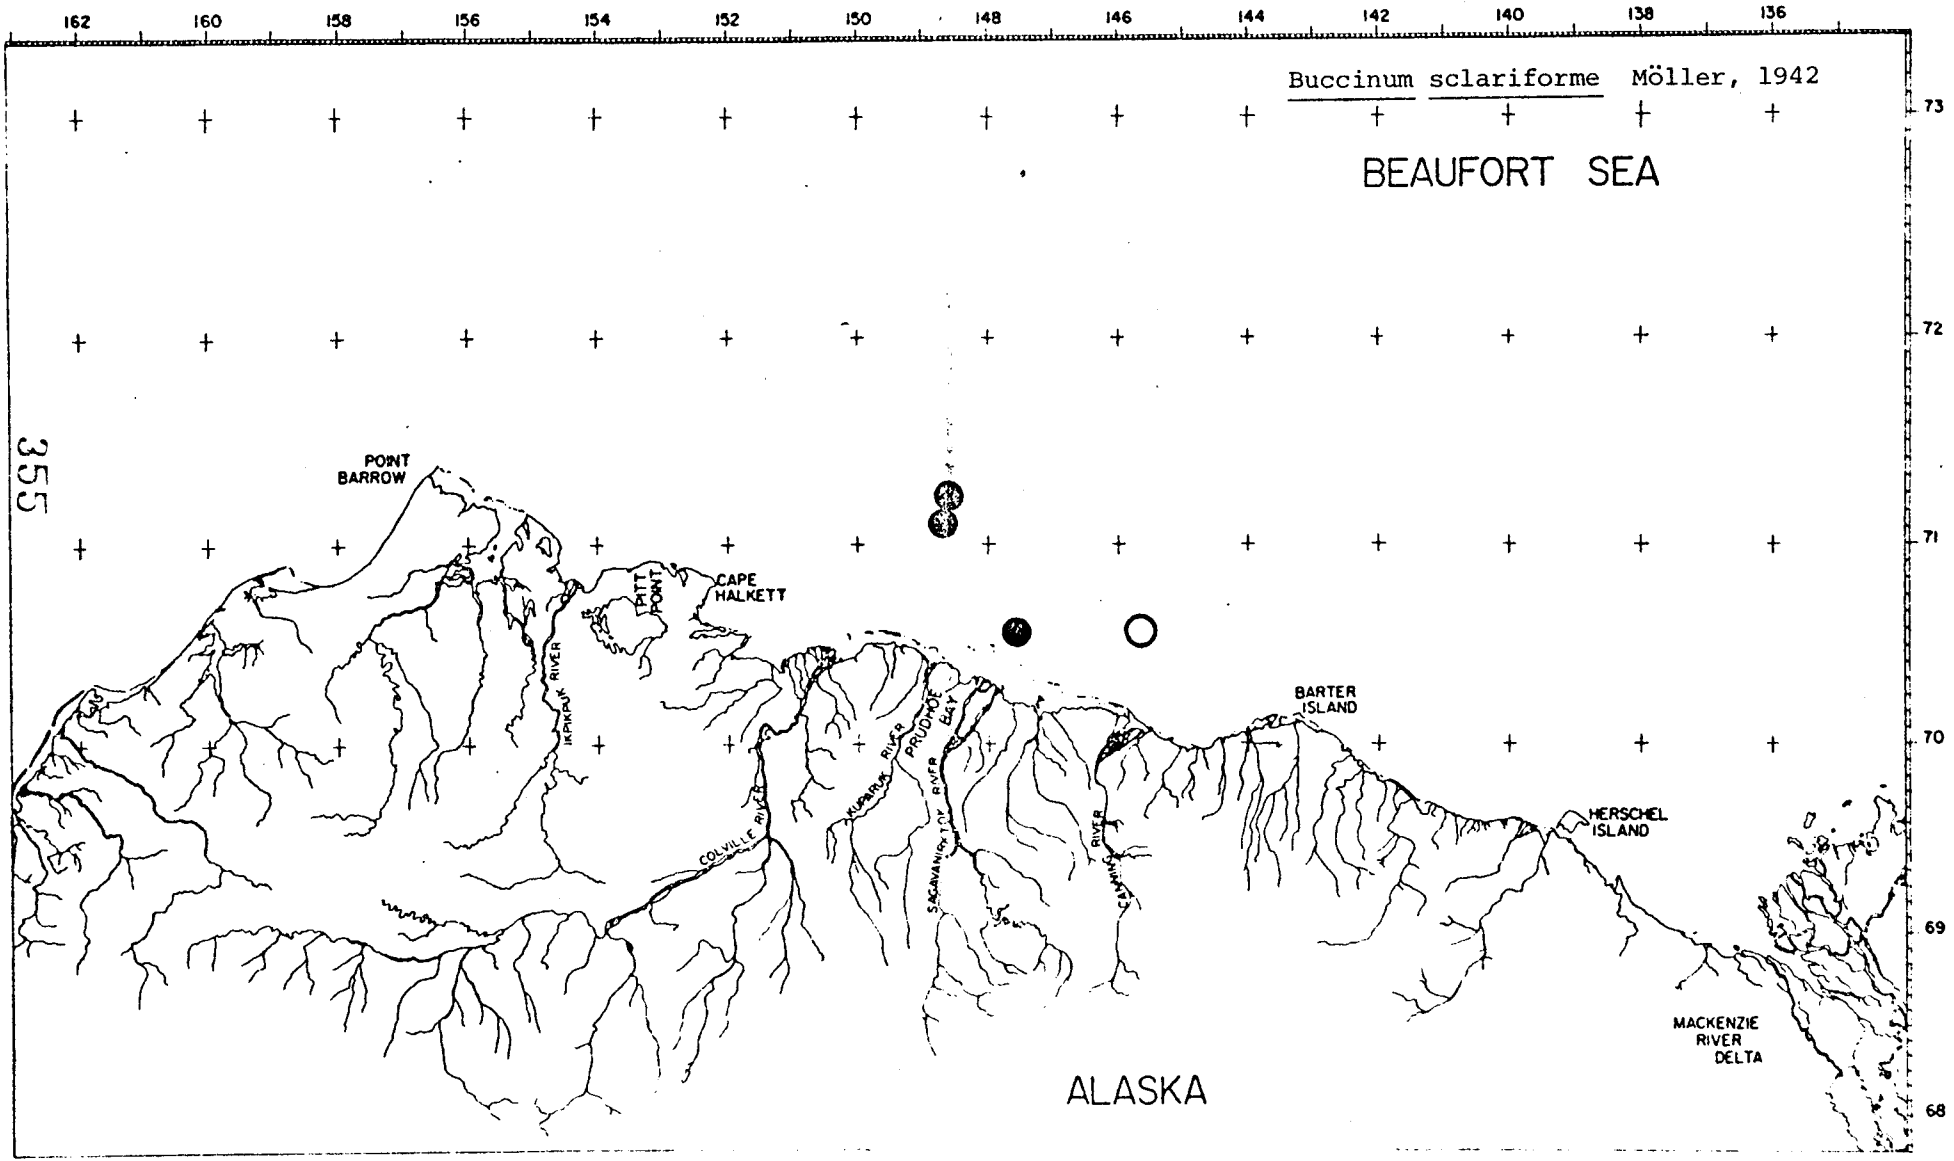 162 160 158 156 154 152 150 148 146 144 142 140 138 136
Buccinum sclariforme Möller, 1942
73
BEAUFORT SEA
72
355
POINT
BARROW
71
PITT
POINT
CAPE
HALKETT
IKPIKPUK RIVER
COLVILLE RIVER
KUPARUK RIVER
PRUDHOE
BAY
SAGAVANIRKTOK RIVER
CANNING
RIVER
BARTER
ISLAND
70
HERSCHEL
ISLAND
69
MACKENZIE
RIVER
DELTA
ALASKA
68